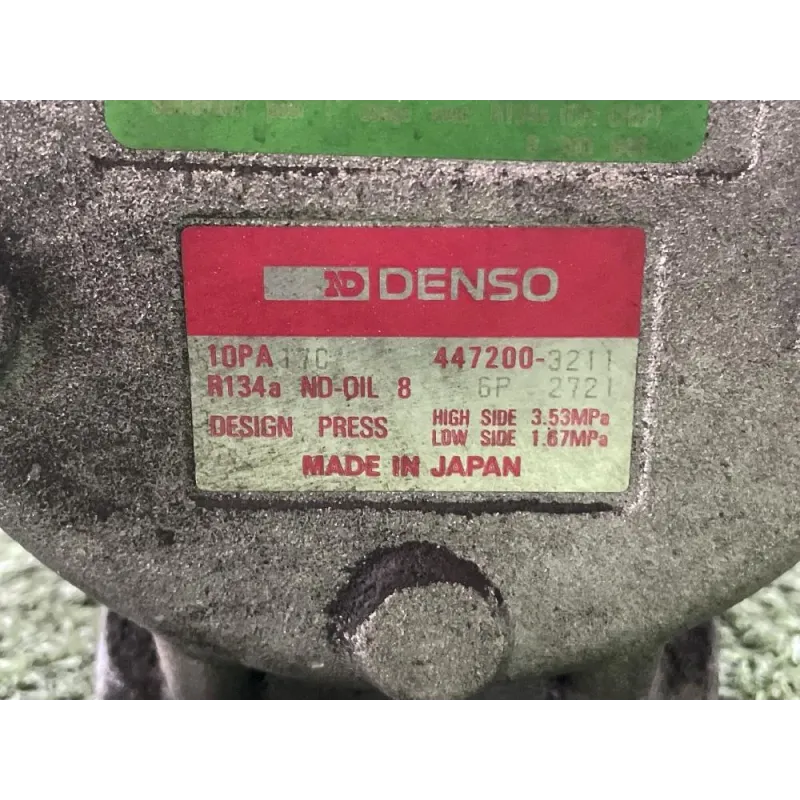 ND DENSO
10PA17C 447200-3211
R134a ND-OIL 8 6P 2721
DESIGN PRESS HIGH SIDE 3.53MPa
LOW SIDE 1.67MPa
MADE IN JAPAN